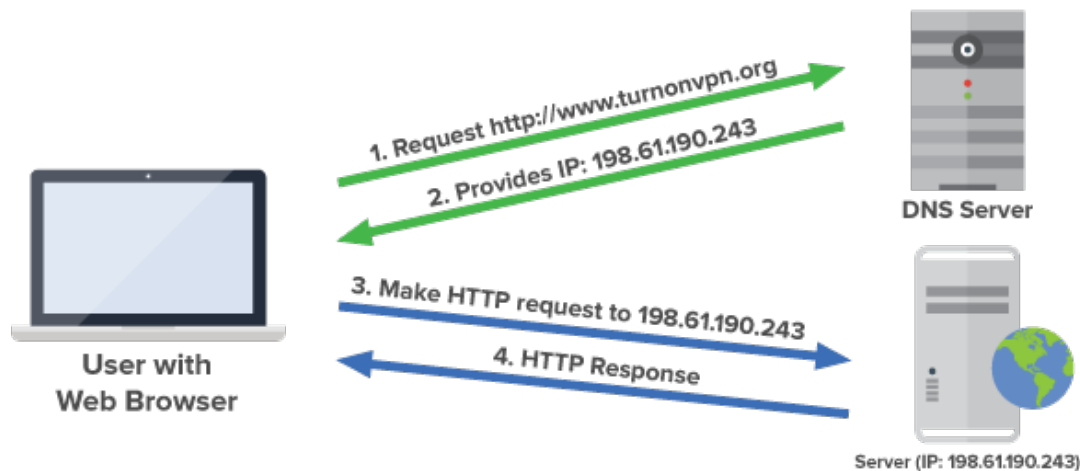 1. Request http://www.turnonvpn.org
2. Provides IP: 198.61.190.243
DNS Server
3. Make HTTP request to 198.61.190.243
4. HTTP Response
User with
Web Browser
Server (IP: 198.61.190.243)